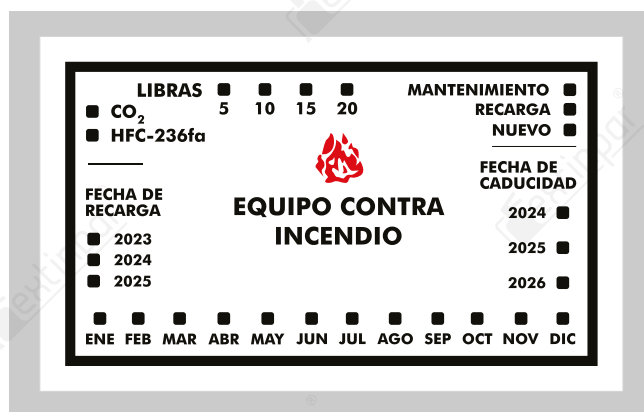 LIBRAS
5 10 15 20
CO2
HFC-236fa
MANTENIMIENTO
RECARGA
NUEVO
FECHA DE
RECARGA
2023
2024
2025
EQUIPO CONTRA
INCENDIO
FECHA DE
CADUCIDAD
2024
2025
2026
ENE FEB MAR ABR MAY JUN JUL AGO SEP OCT NOV DIC